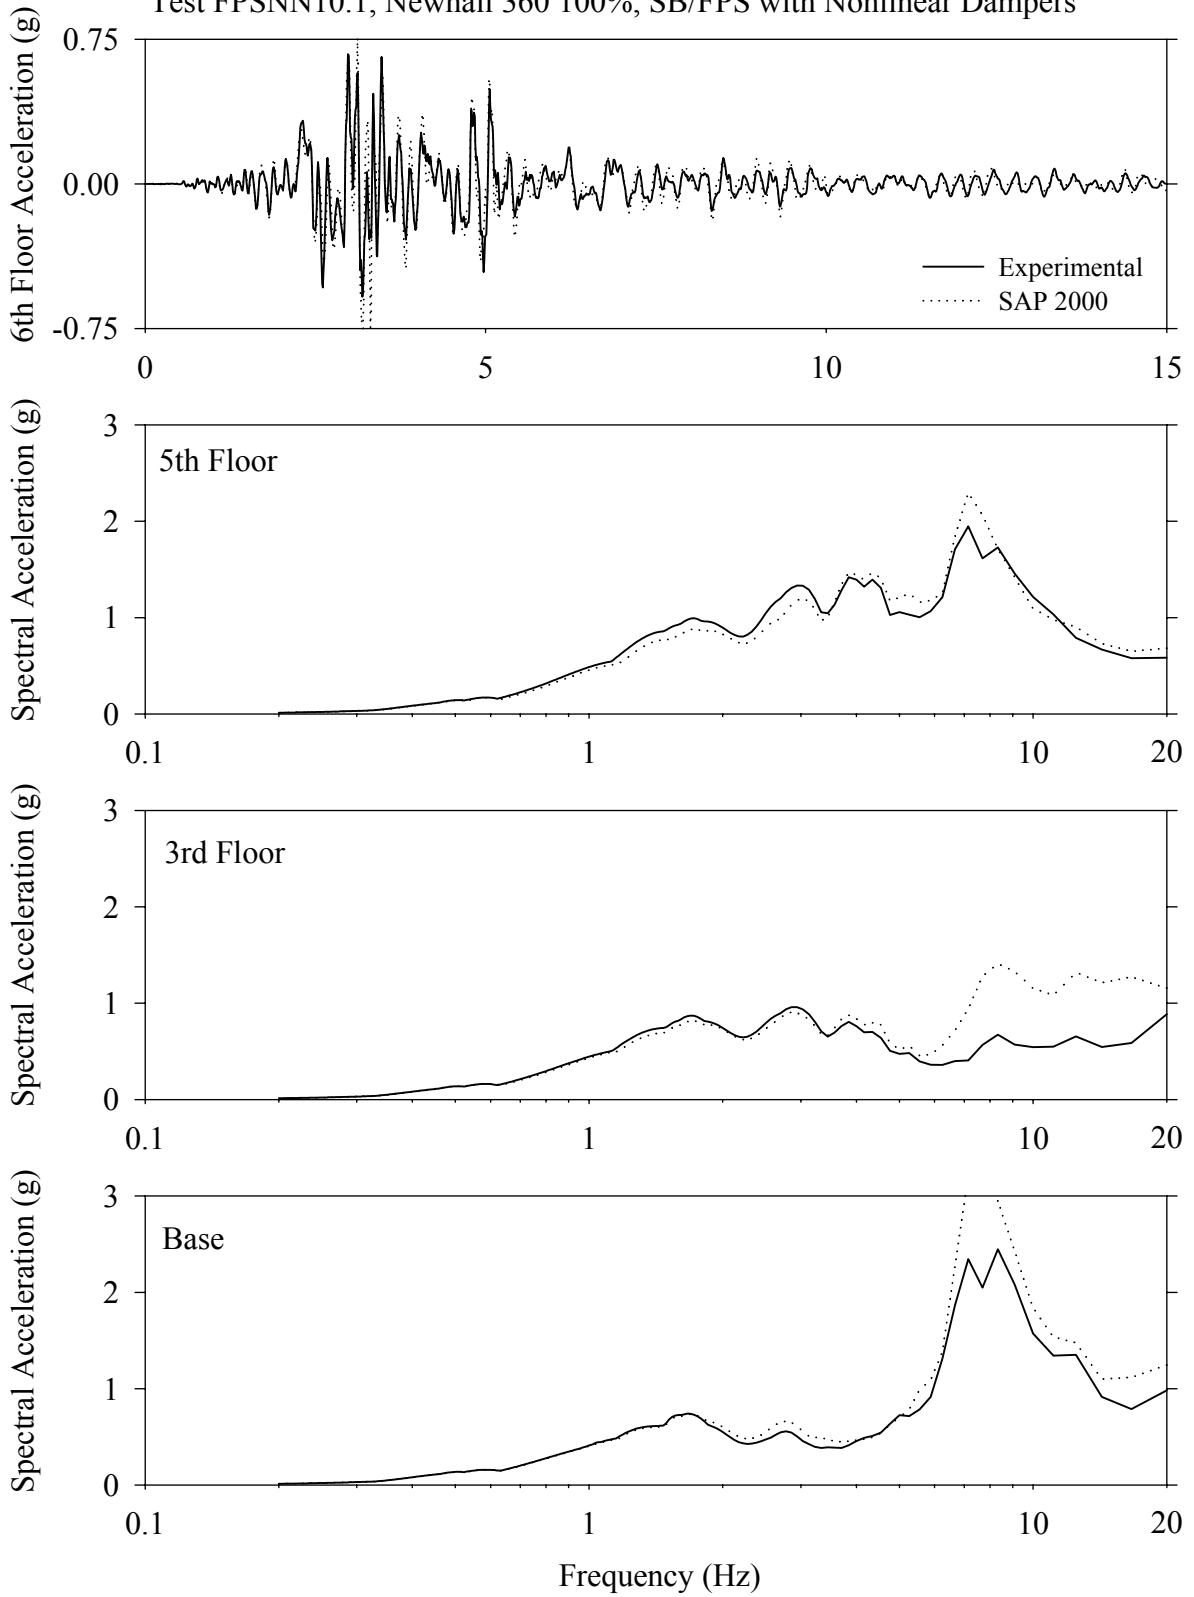 Test FPSNN10.1, Newhall 360 100%, SB/FPS with Nonlinear Dampers
6th Floor Acceleration (g)
0.75
0.00
-0.75
Experimental
SAP 2000
0 5 10 15
Spectral Acceleration (g)
3
2
1
0
5th Floor
0.1 1 10 20
Spectral Acceleration (g)
3
2
1
0
3rd Floor
0.1 1 10 20
Spectral Acceleration (g)
3
2
1
0
Base
0.1 1 10 20
Frequency (Hz)